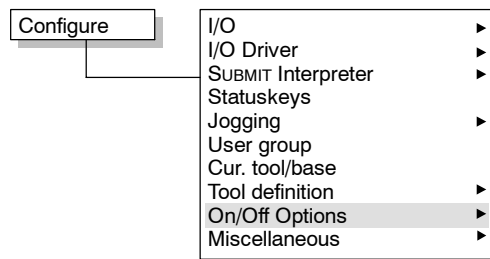 Configure
I/O
I/O Driver
SUBMIT Interpreter
Statuskeys
Jogging
User group
Cur. tool/base
Tool definition
On/Off Options
Miscellaneous